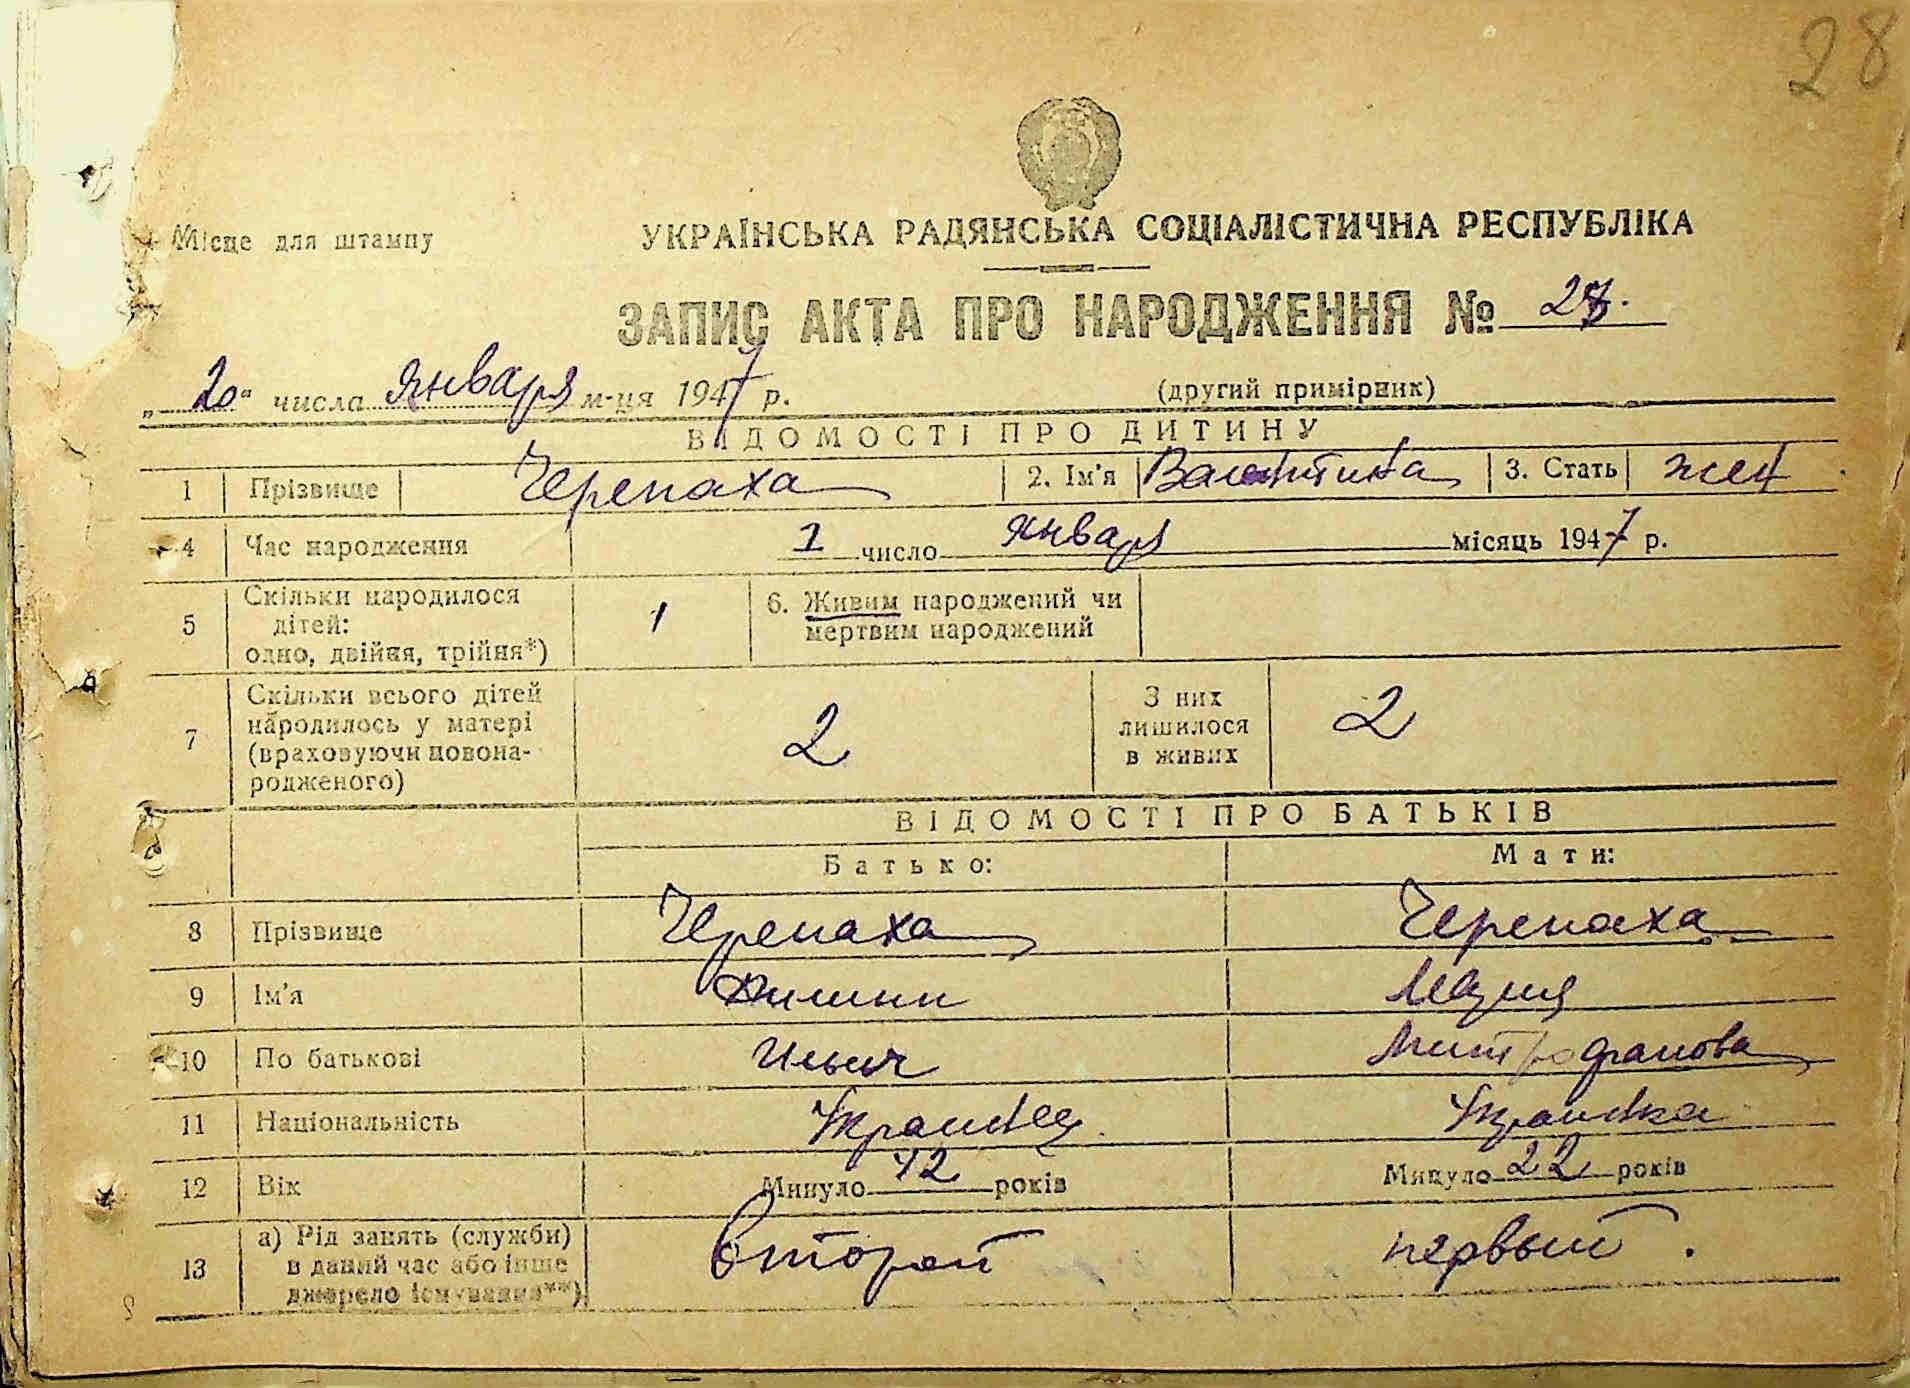 28
Місце для штампу
УКРАЇНСЬКА РАДЯНСЬКА СОЦІАЛІСТИЧНА РЕСПУБЛІКА
ЗАПИС АКТА ПРО НАРОДЖЕННЯ № 28.
„20" числа января м-ця 1947 р. (другий примірник)
ВІДОМОСТІ ПРО ДИТИНУ
1 Прізвище Черепаха 2. Ім'я Валентина 3. Стать жен
4 Час народження 1 число январь місяць 1947 р.
5 Скільки народилося дітей: одно, двійня, трійня*) 1 6. Живим народжений чи мертвим народжений
7 Скільки всього дітей народилось у матері (враховуючи новонародженого) 2 З них лишилося в живих 2
ВІДОМОСТІ ПРО БАТЬКІВ
Батько: Мати:
8 Прізвище Черепаха Черепаха
9 Ім'я Мария
10 По батькові Ильич Митрофанова
11 Національність Украинец Украинка
12 Вік Минуло 42 років Минуло 22 років
13 а) Рід занять (служби) в даний час або інше джерело існування**) второй первый.